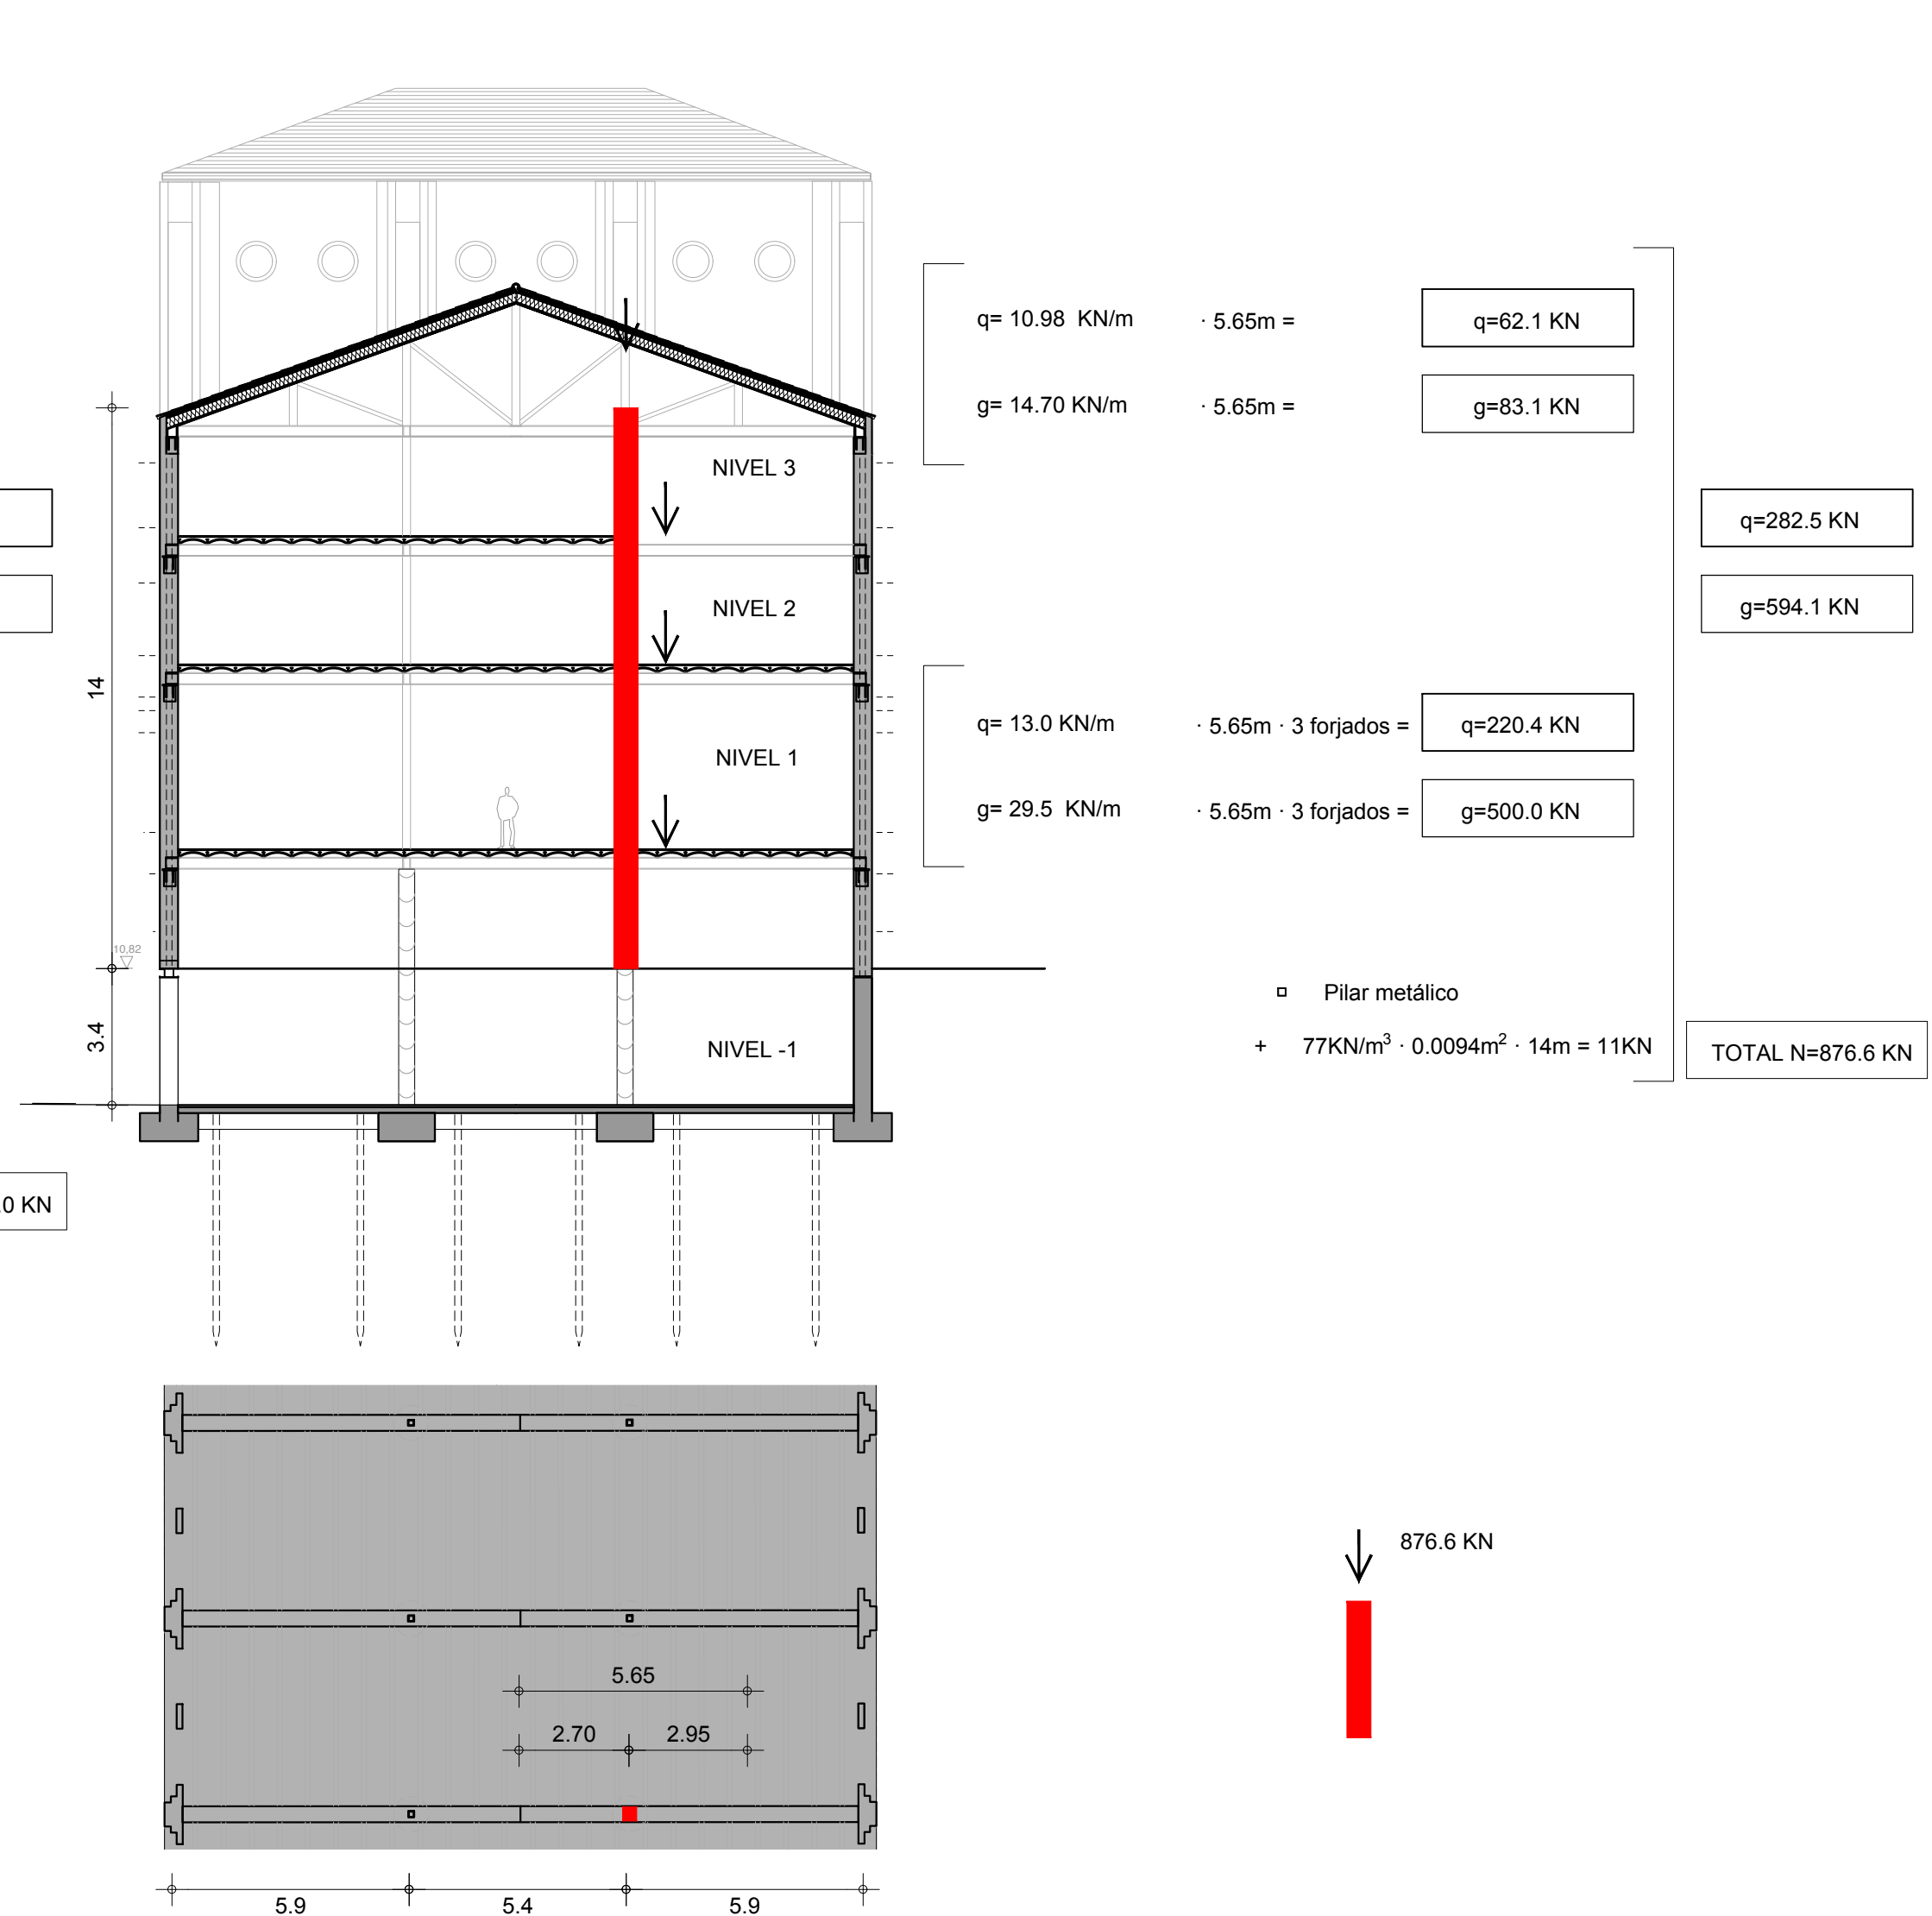 q= 10.98 KN/m · 5.65m = q=62.1 KN
g= 14.70 KN/m · 5.65m = g=83.1 KN
NIVEL 3
q=282.5 KN
NIVEL 2
g=594.1 KN
14
q= 13.0 KN/m · 5.65m · 3 forjados = q=220.4 KN
NIVEL 1
g= 29.5 KN/m · 5.65m · 3 forjados = g=500.0 KN
10,82
Pilar metálico
3.4
NIVEL -1
+ 77KN/m³ · 0.0094m² · 14m = 11KN
TOTAL N=876.6 KN
.0 KN
876.6 KN
5.65
2.70 2.95
5.9 5.4 5.9